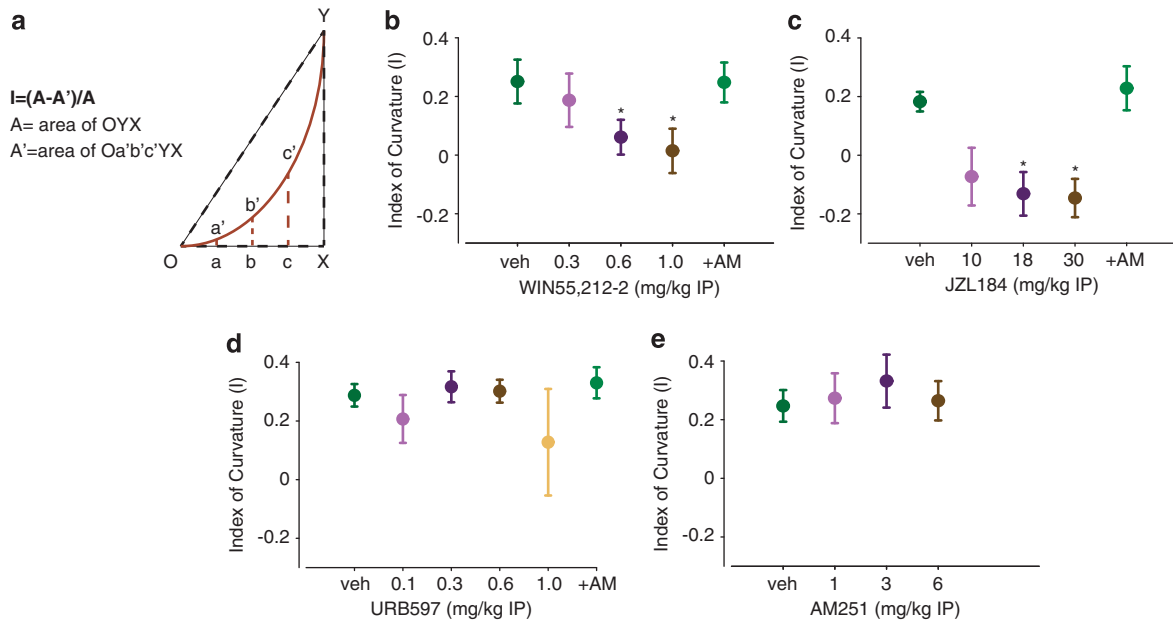 a
Y
I=(A-A')/A
A= area of OYX
A'=area of Oa'b'c'YX
c'
b'
a'
O a b c X
b
Index of Curvature (I)
0.4
0.2
0
-0.2
* *
veh 0.3 0.6 1.0 +AM
WIN55,212-2 (mg/kg IP)
c
Index of Curvature (I)
0.4
0.2
0
-0.2
* *
veh 10 18 30 +AM
JZL184 (mg/kg IP)
d
Index of Curvature (I)
0.4
0.2
0
-0.2
veh 0.1 0.3 0.6 1.0 +AM
URB597 (mg/kg IP)
e
Index of Curvature (I)
0.4
0.2
0
-0.2
veh 1 3 6
AM251 (mg/kg IP)